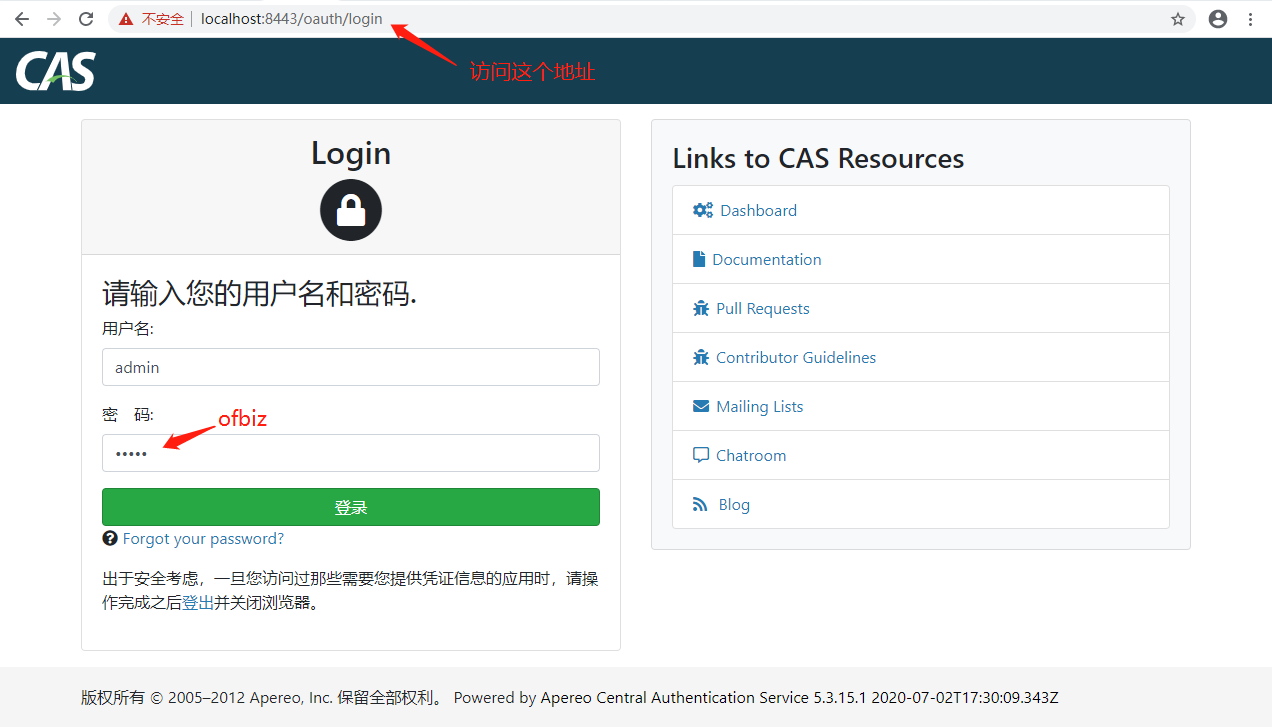 不安全 | localhost:8443/oauth/login
访问这个地址
CAS
Login
请输入您的用户名和密码.
用户名:
admin
密 码:
ofbiz
•••••
登录
Forgot your password?
出于安全考虑，一旦您访问过那些需要您提供凭证信息的应用时，请操
作完成之后登出并关闭浏览器。
Links to CAS Resources
Dashboard
Documentation
Pull Requests
Contributor Guidelines
Mailing Lists
Chatroom
Blog
版权所有 © 2005–2012 Apereo, Inc. 保留全部权利。 Powered by Apereo Central Authentication Service 5.3.15.1 2020-07-02T17:30:09.343Z